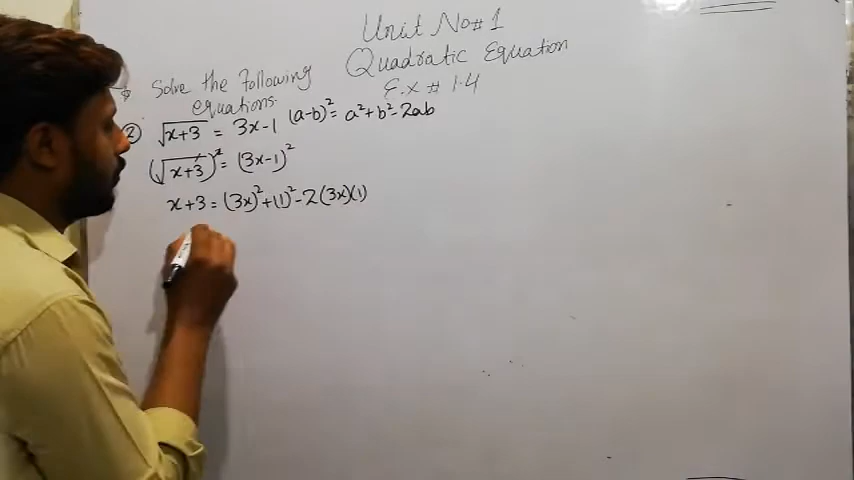 Unit No# 1
Quadratic Equation
E.x # 1.4
Solve the following
equations.
② √x+3 = 3x-1 (a-b)² = a²+b²-2ab
(√x+3)² = (3x-1)²
x+3 = (3x)²+(1)²-2(3x)(1)